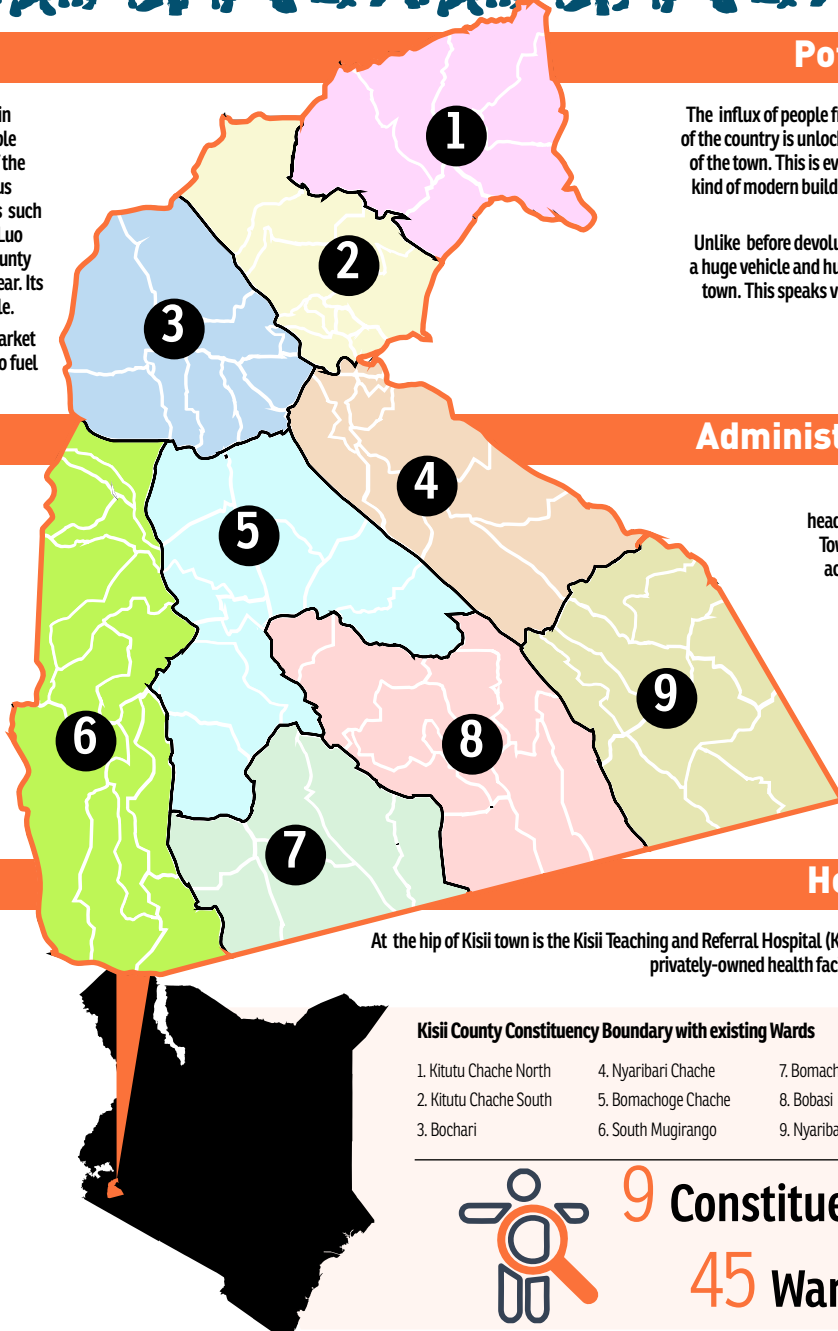 Po
in
ple
the
us
s such
Luo
unty
ear. Its
le.
arket
o fuel
The influx of people f
of the country is unloc
of the town. This is ev
kind of modern build
Unlike before devolu
a huge vehicle and hu
town. This speaks v
1
2
3
4
5
6
7
8
9
Administ
head
Tow
ac
He
At the hip of Kisii town is the Kisii Teaching and Referral Hospital (K
privately-owned health fac
Kisii County Constituency Boundary with existing Wards
1. Kitutu Chache North
2. Kitutu Chache South
3. Bochari
4. Nyaribari Chache
5. Bomachoge Chache
6. South Mugirango
7. Bomach
8. Bobasi
9. Nyariba
9 Constitue
45 War